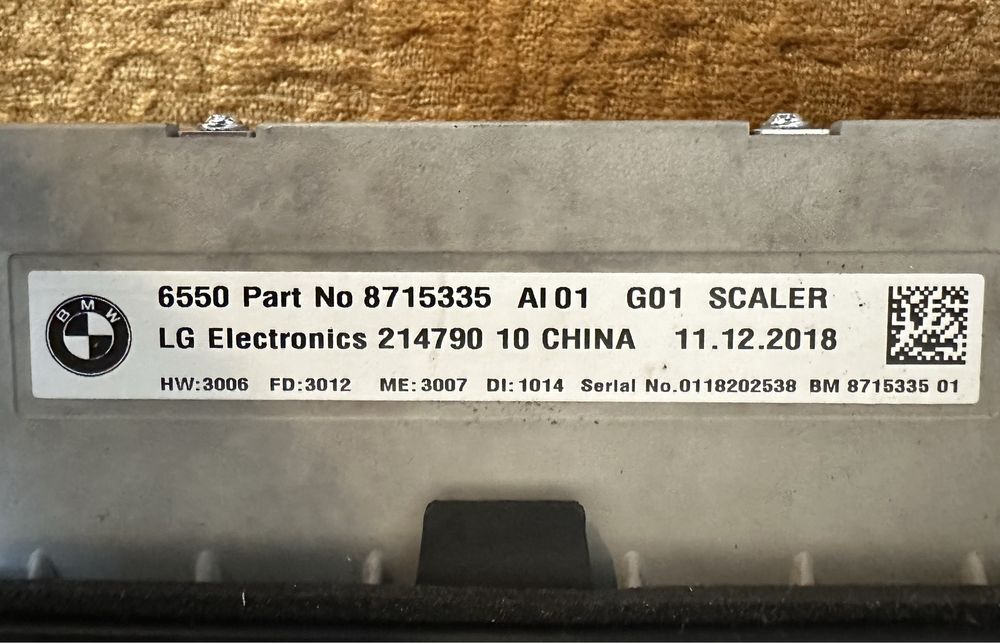 BMW
6550 Part No 8715335 AI 01 G01 SCALER
LG Electronics 214790 10 CHINA 11.12.2018
HW:3006 FD:3012 ME:3007 DI:1014 Serial No.0118202538 BM 8715335 01